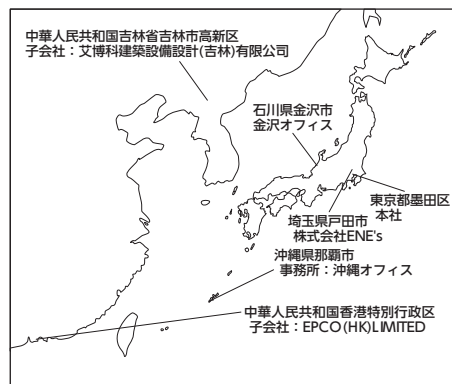 中華人民共和国吉林省吉林市高新区
子会社：艾博科建築設備設計(吉林)有限公司
石川県金沢市
金沢オフィス
東京都墨田区
本社
埼玉県戸田市
株式会社ENE's
沖縄県那覇市
事務所：沖縄オフィス
中華人民共和国香港特別行政区
子会社：EPCO(HK)LIMITED